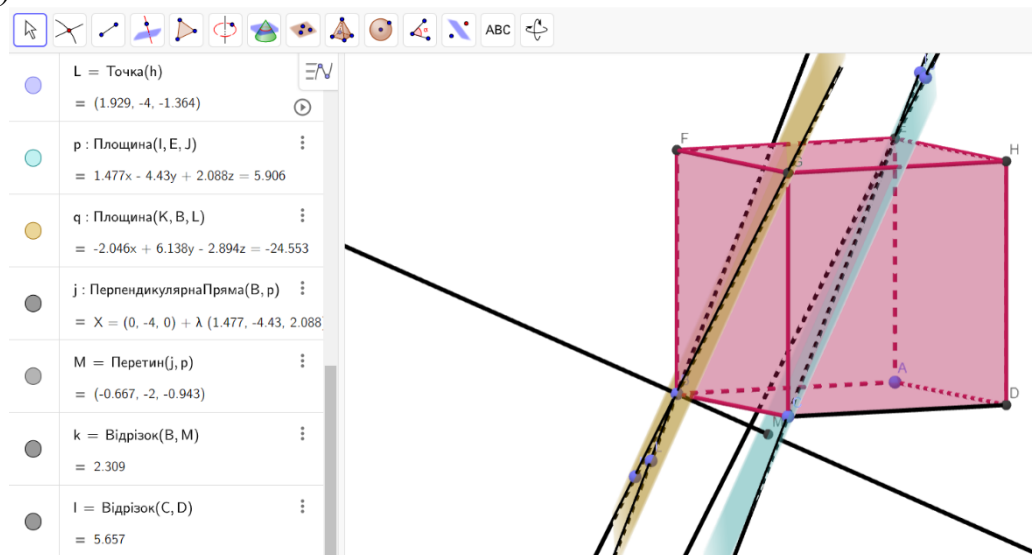 ABC
L = Точка(h)
= (1.929, -4, -1.364)
p : Площина(I, E, J)
= 1.477x - 4.43y + 2.088z = 5.906
q : Площина(K, B, L)
= -2.046x + 6.138y - 2.894z = -24.553
j : ПерпендикулярнаПряма(B, p)
= X = (0, -4, 0) + λ (1.477, -4.43, 2.088
M = Перетин(j, p)
= (-0.667, -2, -0.943)
k = Відрізок(B, M)
= 2.309
l = Відрізок(C, D)
= 5.657
F
E
G
H
A
D
M